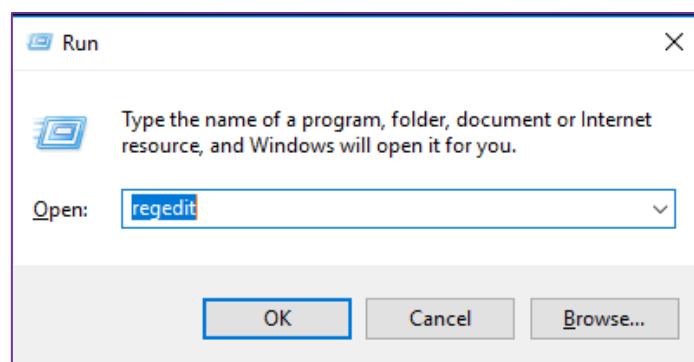 Run
Type the name of a program, folder, document or Internet
resource, and Windows will open it for you.
Open: regedit
OK Cancel Browse...